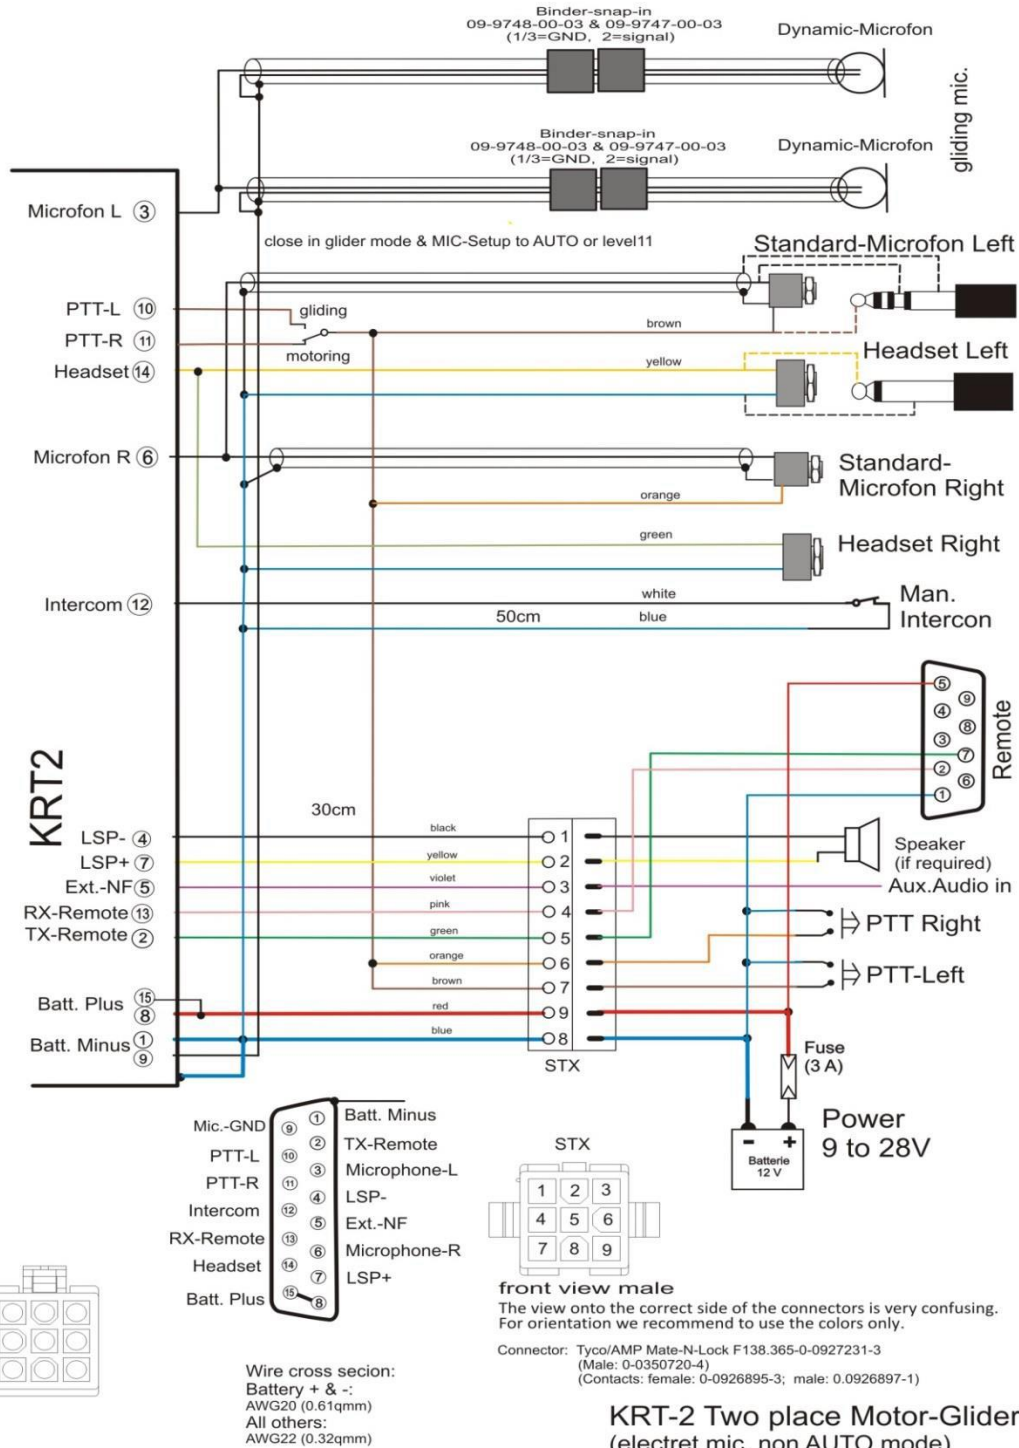 Binder-snap-in
09-9748-00-03 & 09-9747-00-03
(1/3=GND, 2=signal)
Dynamic-Microfon
gliding mic.
Binder-snap-in
09-9748-00-03 & 09-9747-00-03
(1/3=GND, 2=signal)
Dynamic-Microfon
Microfon L 3
close in glider mode & MIC-Setup to AUTO or level11
Standard-Microfon Left
PTT-L 10
gliding
brown
PTT-R 11
motoring
Headset 14
yellow
Headset Left
Microfon R 6
Standard-
Microfon Right
orange
green
Headset Right
Intercom 12
white
Man.
Intercon
50cm
blue
KRT2
Remote
5
9
4
8
3
7
2
6
1
30cm
LSP- 4
black
1
Speaker
(if required)
LSP+ 7
yellow
2
Ext.-NF 5
violet
3
Aux.Audio in
RX-Remote 13
pink
4
PTT Right
TX-Remote 2
green
5
orange
6
PTT-Left
brown
7
Batt. Plus 15
8
red
9
Batt. Minus 1
9
blue
8
STX
Fuse
(3 A)
Power
9 to 28V
- +
Batterie
12 V
Mic.-GND 9
1 Batt. Minus
PTT-L 10
2 TX-Remote
PTT-R 11
3 Microphone-L
Intercom 12
4 LSP-
RX-Remote 13
5 Ext.-NF
Headset 14
6 Microphone-R
Batt. Plus 15
7 LSP+
8
STX
1 2 3
4 5 6
7 8 9
front view male
The view onto the correct side of the connectors is very confusing.
For orientation we recommend to use the colors only.
Connector: Tyco/AMP Mate-N-Lock F138.365-0-0927231-3
(Male: 0-0350720-4)
(Contacts: female: 0-0926895-3; male: 0.0926897-1)
Wire cross secion:
Battery + & -:
AWG20 (0.61qmm)
All others:
AWG22 (0.32qmm)
KRT-2 Two place Motor-Glider
(electret mic, non AUTO mode)